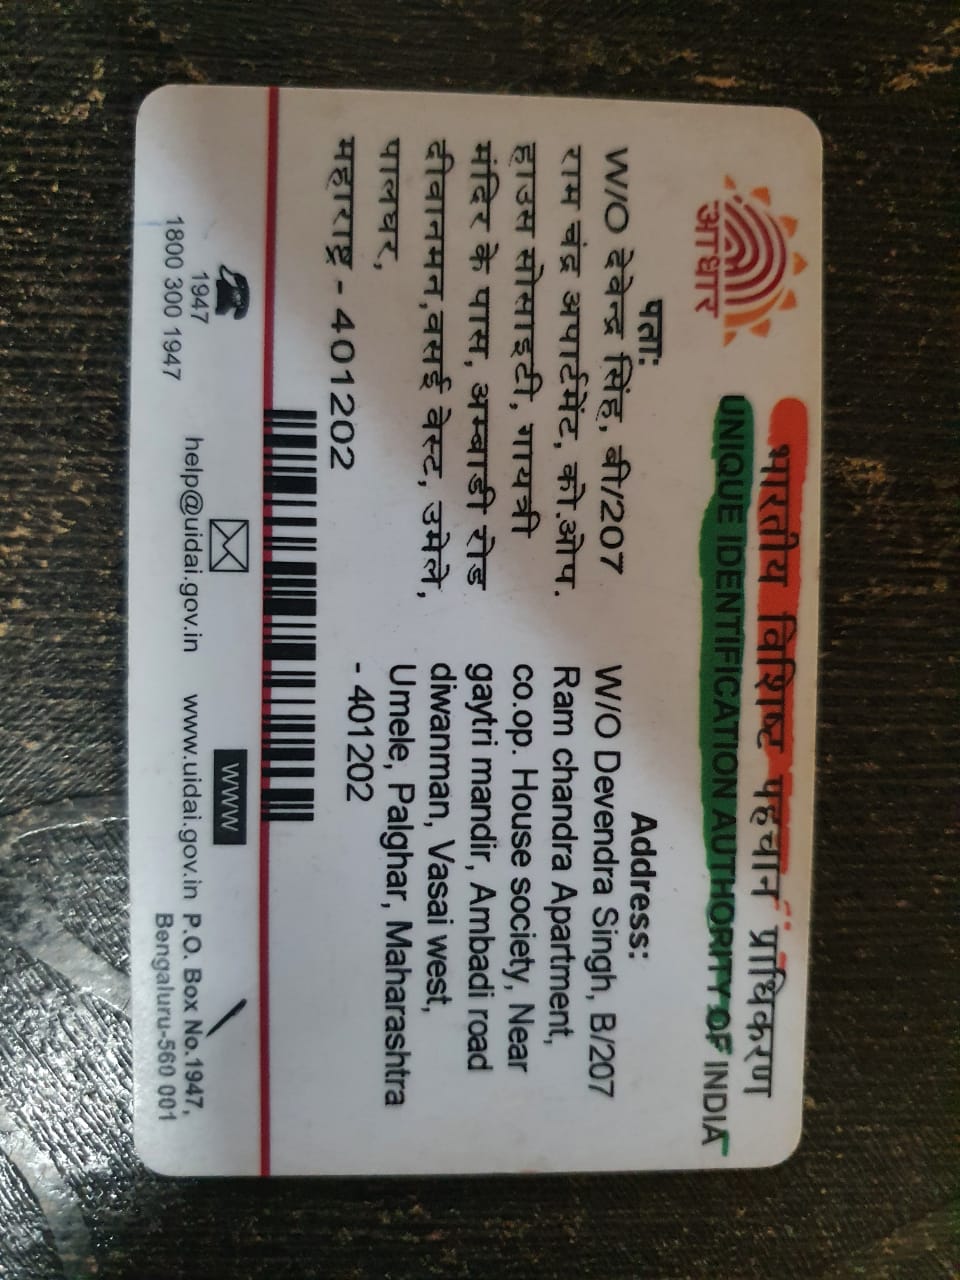 भारतीय विशिष्ट पहचान प्राधिकरण
UNIQUE IDENTIFICATION AUTHORITY OF INDIA
आधार
पता:
W/O देवेन्द्र सिंह, बी/207
राम चंद्र अपार्टमेंट, को.ओप.
हाउस सोसाइटी, गायत्री
मंदिर के पास, अम्बाडी रोड
दीवानमन,वसई वेस्ट, उमेले,
पालघर,
महाराष्ट्र - 401202
Address:
W/O Devendra Singh, B/207
Ram chandra Apartment,
co.op. House society, Near
gaytri mandir, Ambadi road
diwanman, Vasai west,
Umele, Palghar, Maharashtra
- 401202
1947
1800 300 1947
help@uidai.gov.in
WWW
www.uidai.gov.in
P.O. Box No.1947,
Bengaluru-560 001